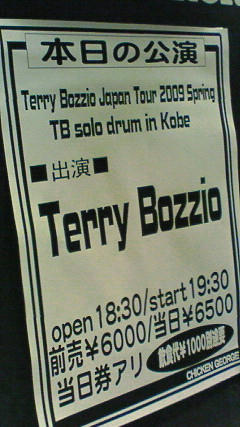 本日の公演
Terry Bozzio Japan Tour 2009 Spring
TB solo drum in Kobe
■出演■
Terry Bozzio
open 18:30/start 19:30
前売¥6000/当日¥6500
当日券アリ
飲食代¥1000別途要
CHICKEN GEORGE